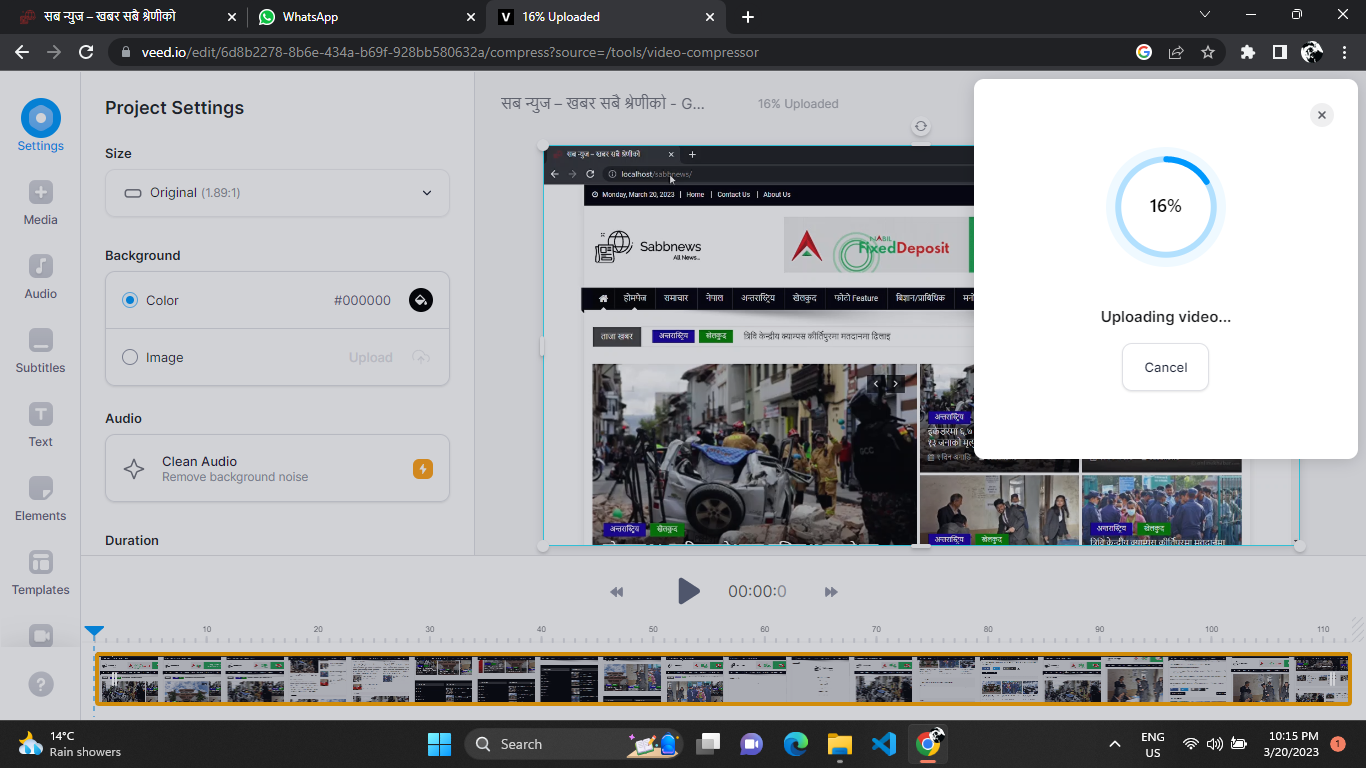 सब न्युज – खबर सबै श्रेणीको
WhatsApp
16% Uploaded
veed.io/edit/6d8b2278-8b6e-434a-b69f-928bb580632a/compress?source=/tools/video-compressor
Settings
Media
Audio
Subtitles
Text
Elements
Templates
Project Settings
Size
Original (1.89:1)
Background
Color #000000
Image Upload
Audio
Clean Audio
Remove background noise
Duration
सब न्युज – खबर सबै श्रेणीको - G...
16% Uploaded
सब न्युज – खबर सबै श्रेणीको
localhost/sabbnews/
Monday, March 20, 2023 | Home | Contact Us | About Us
Sabbnews
All News...
NABIL
FixedDeposit
होमपेज समाचार नेपाल अन्तरास्ट्रिय खेलकुद फोटो Feature बिज्ञान/प्राबिधिक
ताजा खबर अन्तरास्ट्रिय खेलकुद त्रिवि केन्द्रीय क्याम्पस कीर्तिपुरमा मतदानमा ढिलाइ
अन्तरास्ट्रिय
अन्तरास्ट्रिय खेलकुद
अन्तरास्ट्रिय खेलकुद
अन्तरास्ट्रिय खेलकुद
त्रिवि केन्द्रीय क्याम्पस कीर्तिपुरमा मतदानमा
16%
Uploading video...
Cancel
00:00:0
10 20 30 40 50 60 70 80 90 100 110
14°C
Rain showers
Search
ENG
US
10:15 PM
3/20/2023
1